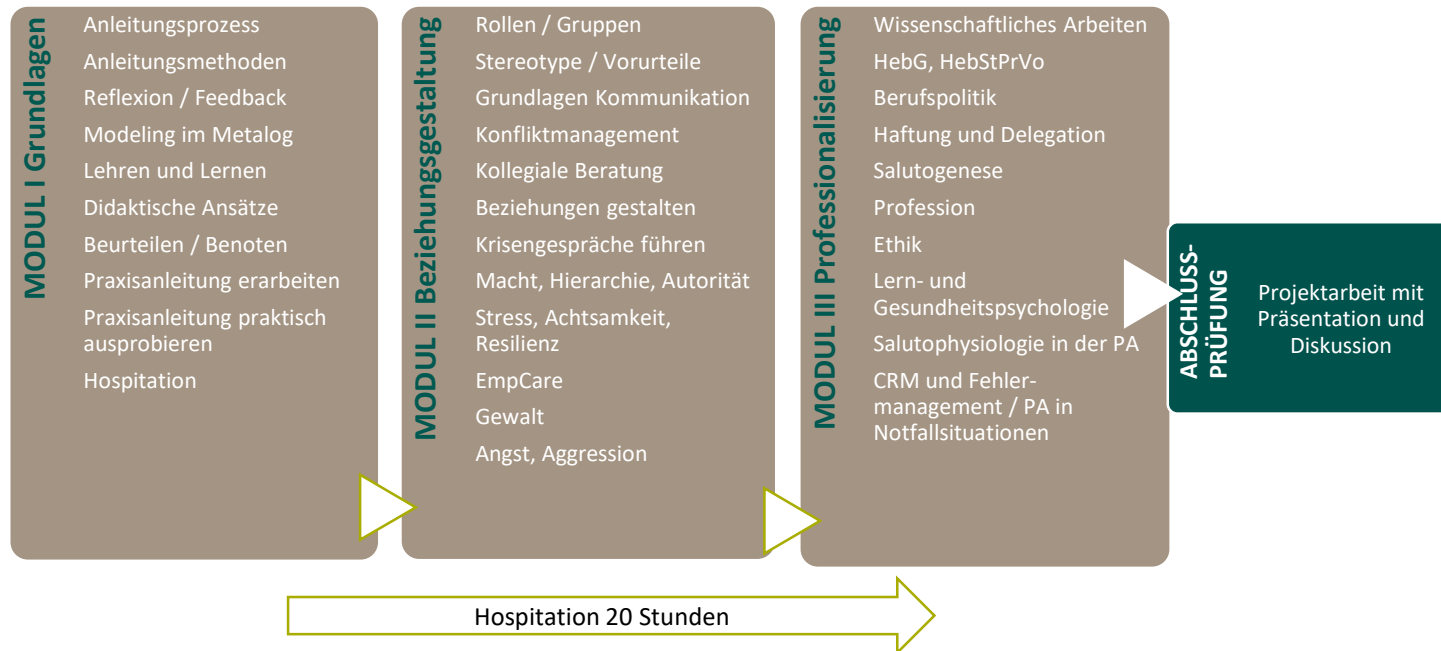 MODUL I Grundlagen
Anleitungsprozess
Anleitungsmethoden
Reflexion / Feedback
Modeling im Metalog
Lehren und Lernen
Didaktische Ansätze
Beurteilen / Benoten
Praxisanleitung erarbeiten
Praxisanleitung praktisch
ausprobieren
Hospitation
MODUL II Beziehungsgestaltung
Rollen / Gruppen
Stereotype / Vorurteile
Grundlagen Kommunikation
Konfliktmanagement
Kollegiale Beratung
Beziehungen gestalten
Krisengespräche führen
Macht, Hierarchie, Autorität
Stress, Achtsamkeit,
Resilienz
EmpCare
Gewalt
Angst, Aggression
MODUL III Professionalisierung
Wissenschaftliches Arbeiten
HebG, HebStPrVo
Berufspolitik
Haftung und Delegation
Salutogenese
Profession
Ethik
Lern- und
Gesundheitspsychologie
Salutophysiologie in der PA
CRM und Fehler-
management / PA in
Notfallsituationen
ABSCHLUSS-
PRÜFUNG
Projektarbeit mit
Präsentation und
Diskussion
Hospitation 20 Stunden